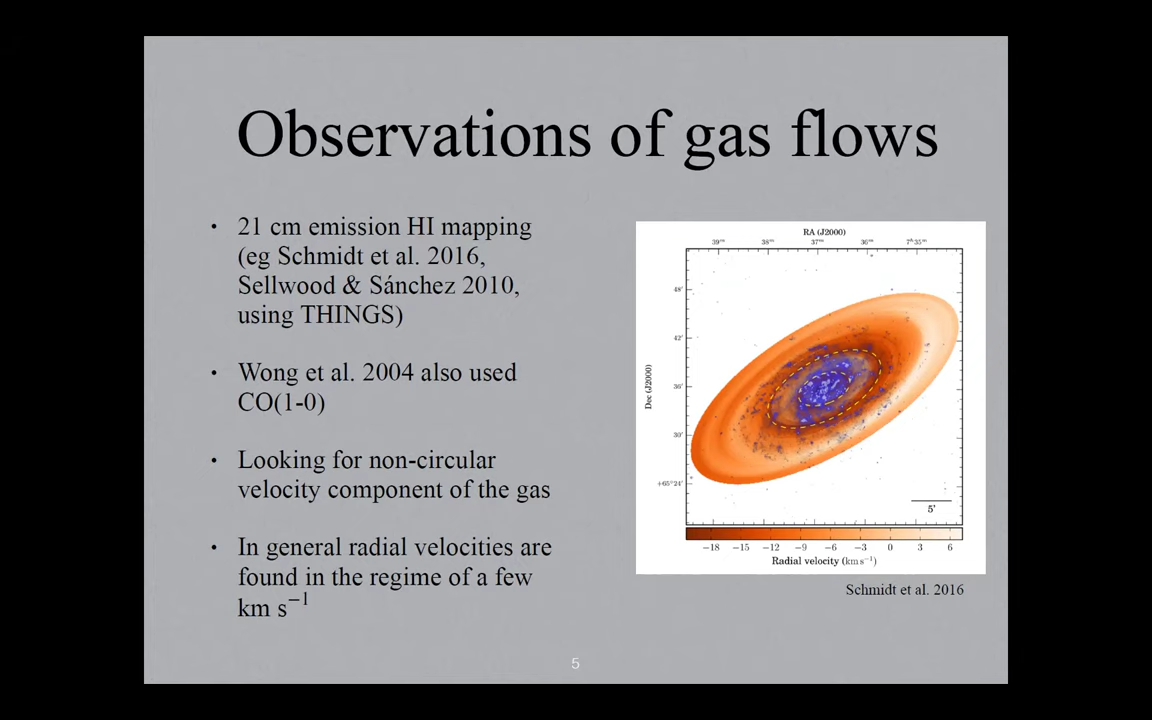 Observations of gas flows
• 21 cm emission HI mapping
(eg Schmidt et al. 2016,
Sellwood & Sánchez 2010,
using THINGS)
• Wong et al. 2004 also used
CO(1-0)
• Looking for non-circular
velocity component of the gas
• In general radial velocities are
found in the regime of a few
km s⁻¹
RA (J2000)
39ᵐ 38ᵐ 37ᵐ 36ᵐ 7ʰ35ᵐ
48′
42′
36′
30′
+65°24′
Dec (J2000)
5′
−18 −15 −12 −9 −6 −3 0 3 6
Radial velocity (km s⁻¹)
Schmidt et al. 2016
5